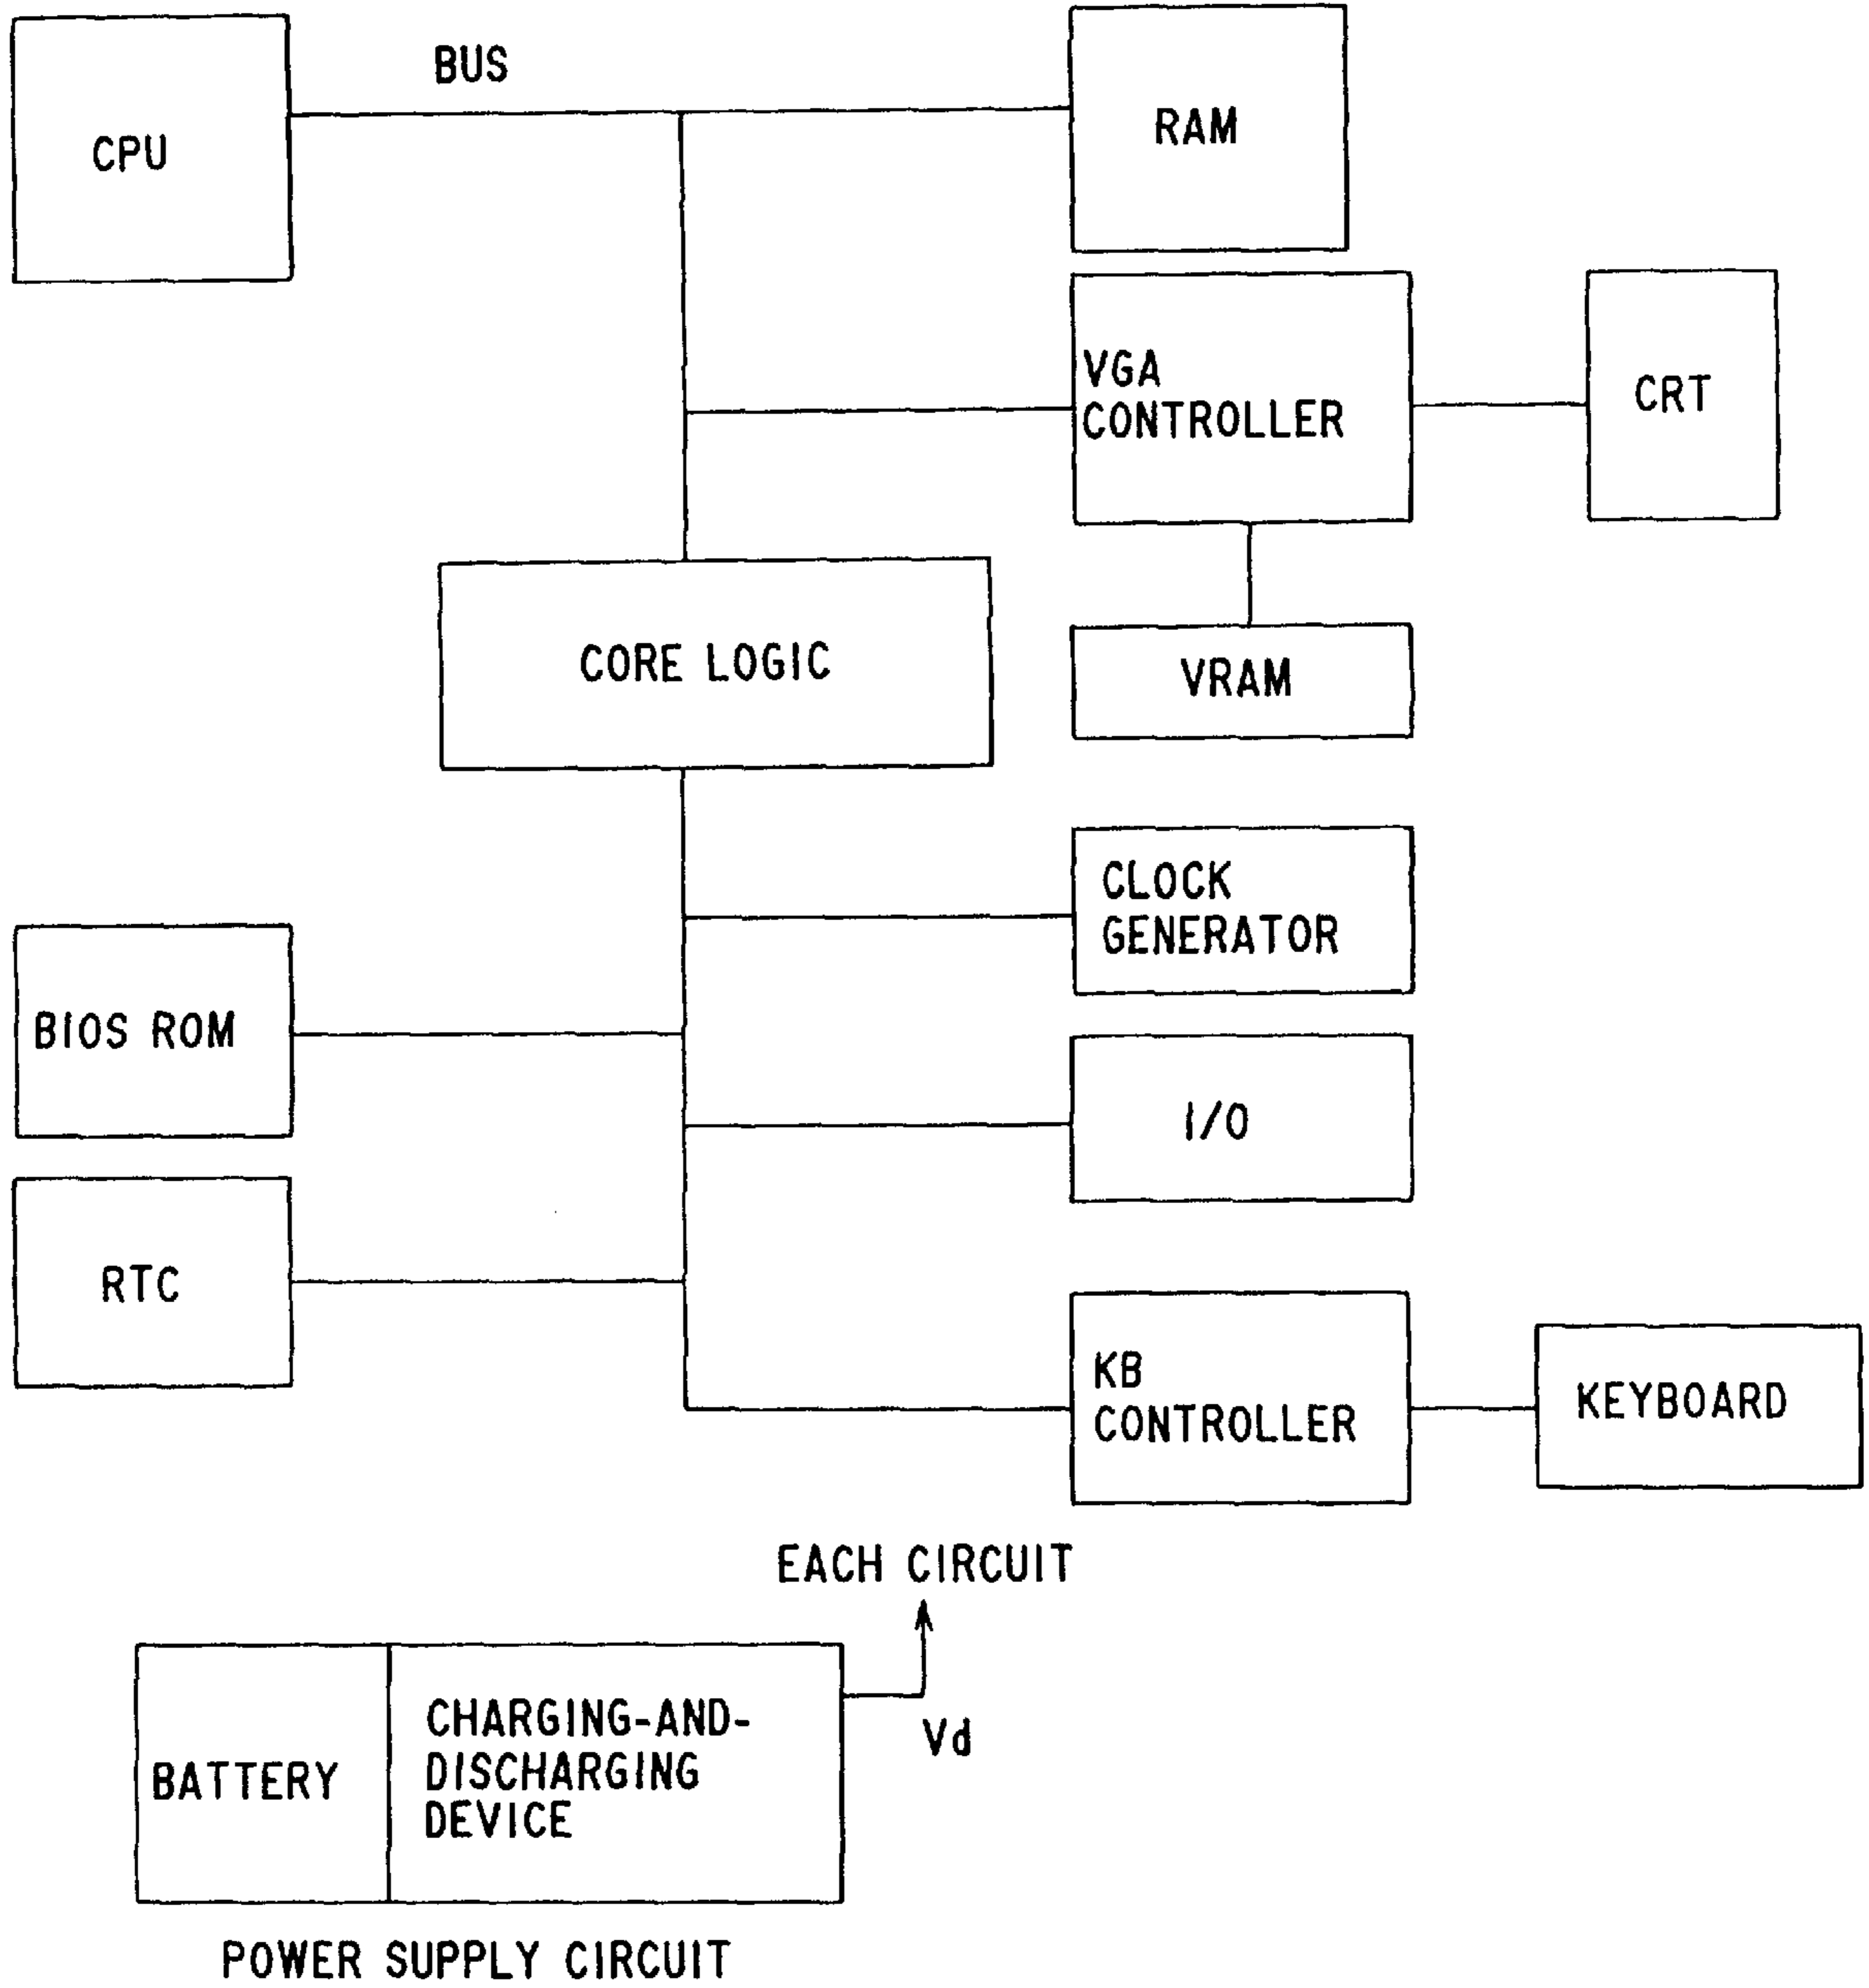 BUS
CPU
RAM
VGA
CONTROLLER
CRT
CORE LOGIC
VRAM
CLOCK
GENERATOR
BIOS ROM
I/O
RTC
KB
CONTROLLER
KEYBOARD
EACH CIRCUIT
Vd
BATTERY
CHARGING-AND-
DISCHARGING
DEVICE
POWER SUPPLY CIRCUIT